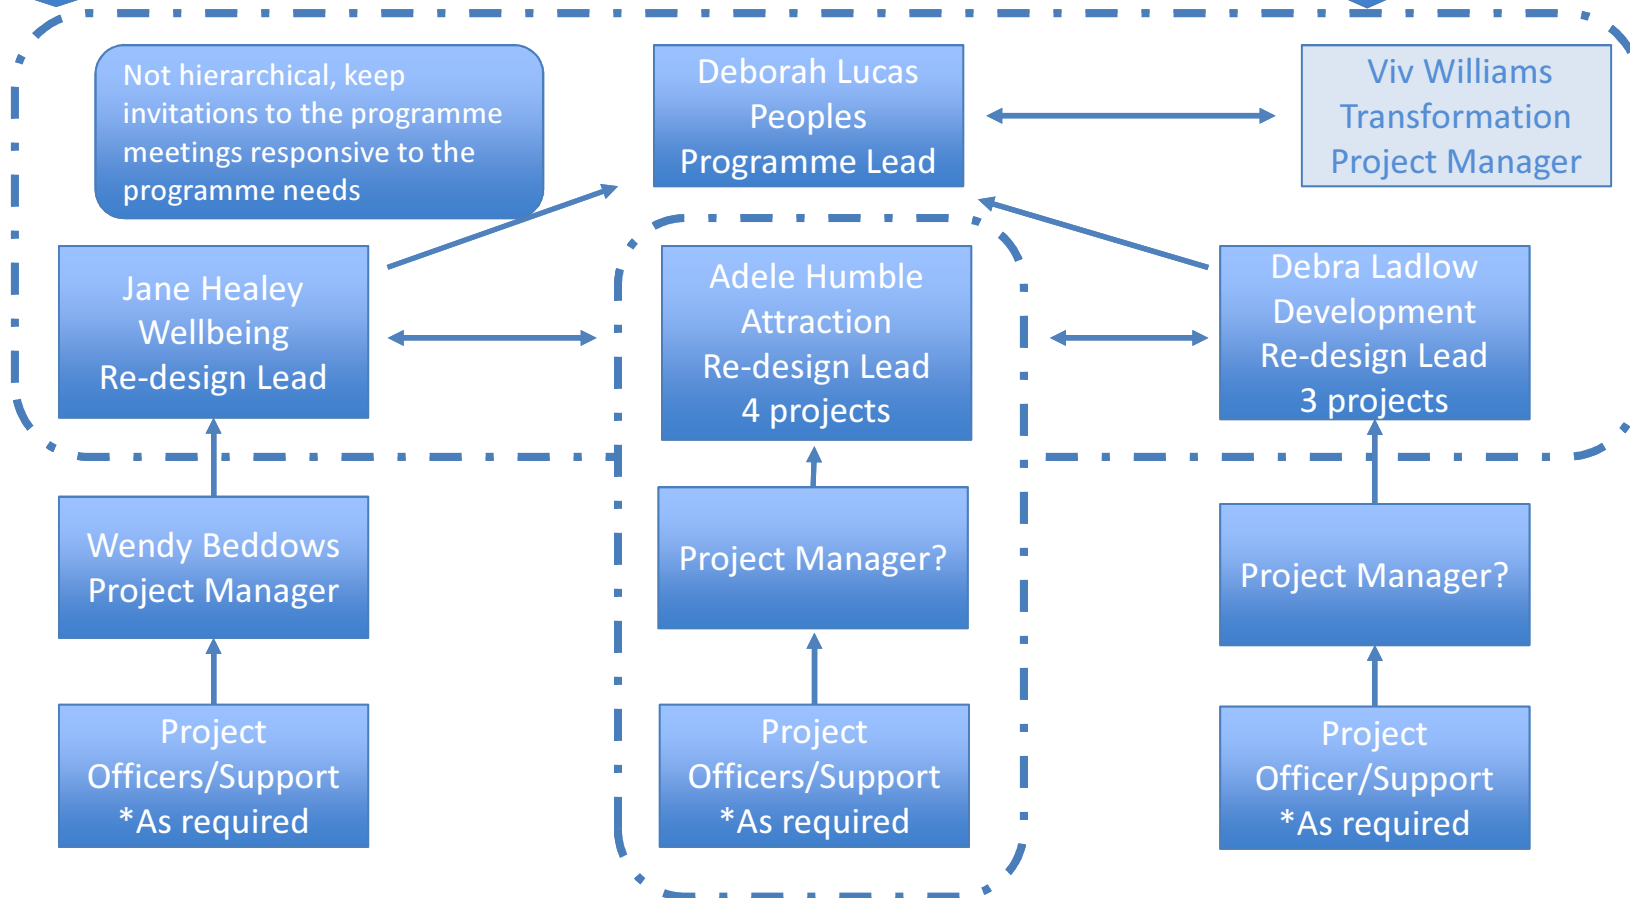 Not hierarchical, keep
invitations to the programme
meetings responsive to the
programme needs
Deborah Lucas
Peoples
Programme Lead
Viv Williams
Transformation
Project Manager
Jane Healey
Wellbeing
Re-design Lead
Adele Humble
Attraction
Re-design Lead
4 projects
Debra Ladlow
Development
Re-design Lead
3 projects
Wendy Beddows
Project Manager
Project Manager?
Project Manager?
Project
Officers/Support
*As required
Project
Officers/Support
*As required
Project
Officer/Support
*As required